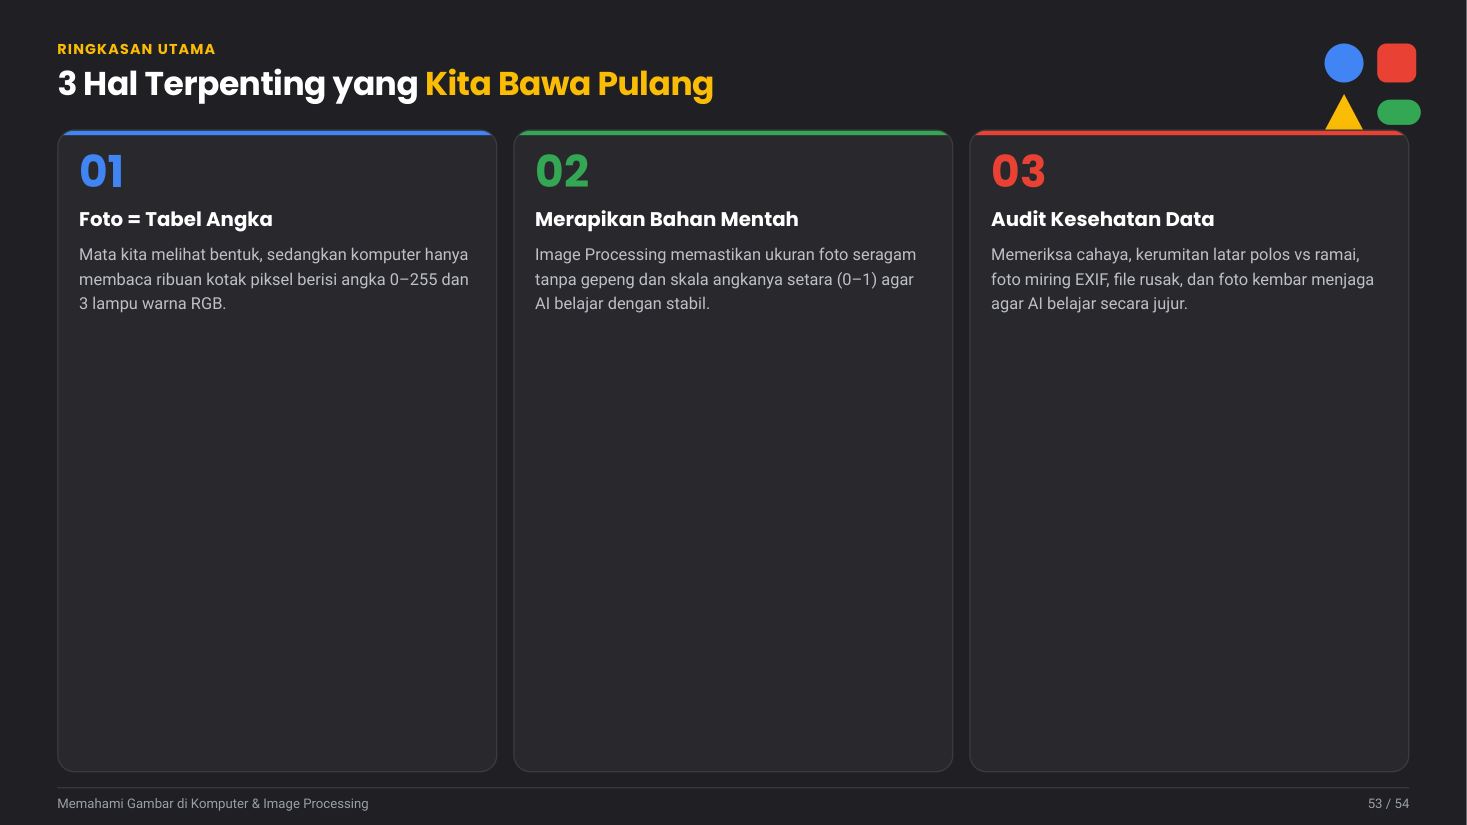 RINGKASAN UTAMA
3 Hal Terpenting yang Kita Bawa Pulang
01
Foto = Tabel Angka
Mata kita melihat bentuk, sedangkan komputer hanya
membaca ribuan kotak piksel berisi angka 0–255 dan
3 lampu warna RGB.
02
Merapikan Bahan Mentah
Image Processing memastikan ukuran foto seragam
tanpa gepeng dan skala angkanya setara (0–1) agar
AI belajar dengan stabil.
03
Audit Kesehatan Data
Memeriksa cahaya, kerumitan latar polos vs ramai,
foto miring EXIF, file rusak, dan foto kembar menjaga
agar AI belajar secara jujur.
Memahami Gambar di Komputer & Image Processing
53 / 54